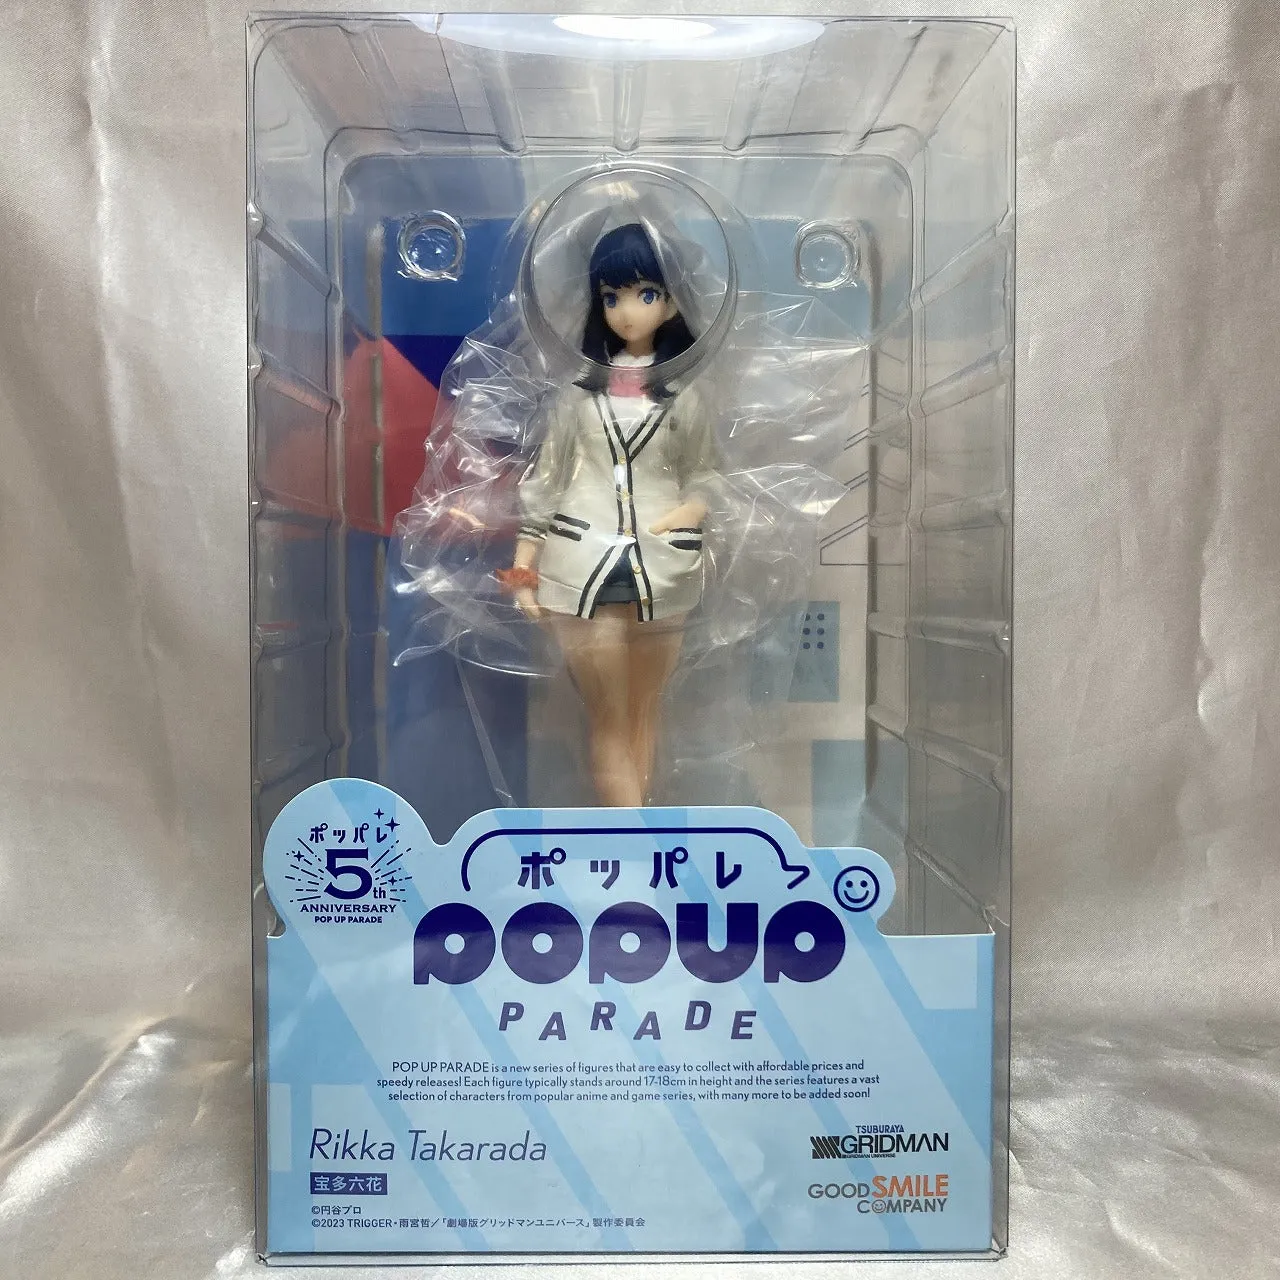 ポッパレ
5th
ANNIVERSARY
POP UP PARADE
ポッパレ
POPUP
PARADE
POP UP PARADE is a new series of figures that are easy to collect with affordable prices and
speedy releases! Each figure typically stands around 17-18cm in height and the series features a vast
selection of characters from popular anime and game series, with many more to be added soon!
Rikka Takarada
宝多六花
©円谷プロ
©2023 TRIGGER・雨宮哲／「劇場版グリッドマンユニバース」製作委員会
TSUBURAYA
GRIDMAN
GRIDMAN UNIVERSE
GOOD SMILE
COMPANY